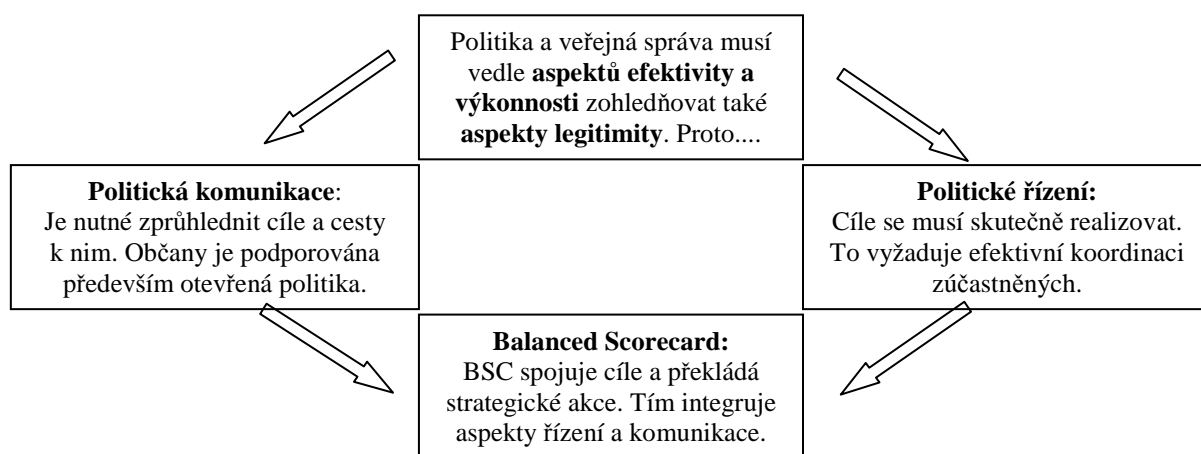 Politika a veřejná správa musí
vedle aspektů efektivity a
výkonnosti zohledňovat také
aspekty legitimity. Proto....
Politická komunikace:
Je nutné zprůhlednit cíle a cesty
k nim. Občany je podporována
především otevřená politika.
Politické řízení:
Cíle se musí skutečně realizovat.
To vyžaduje efektivní koordinaci
zúčastněných.
Balanced Scorecard:
BSC spojuje cíle a překládá
strategické akce. Tím integruje
aspekty řízení a komunikace.